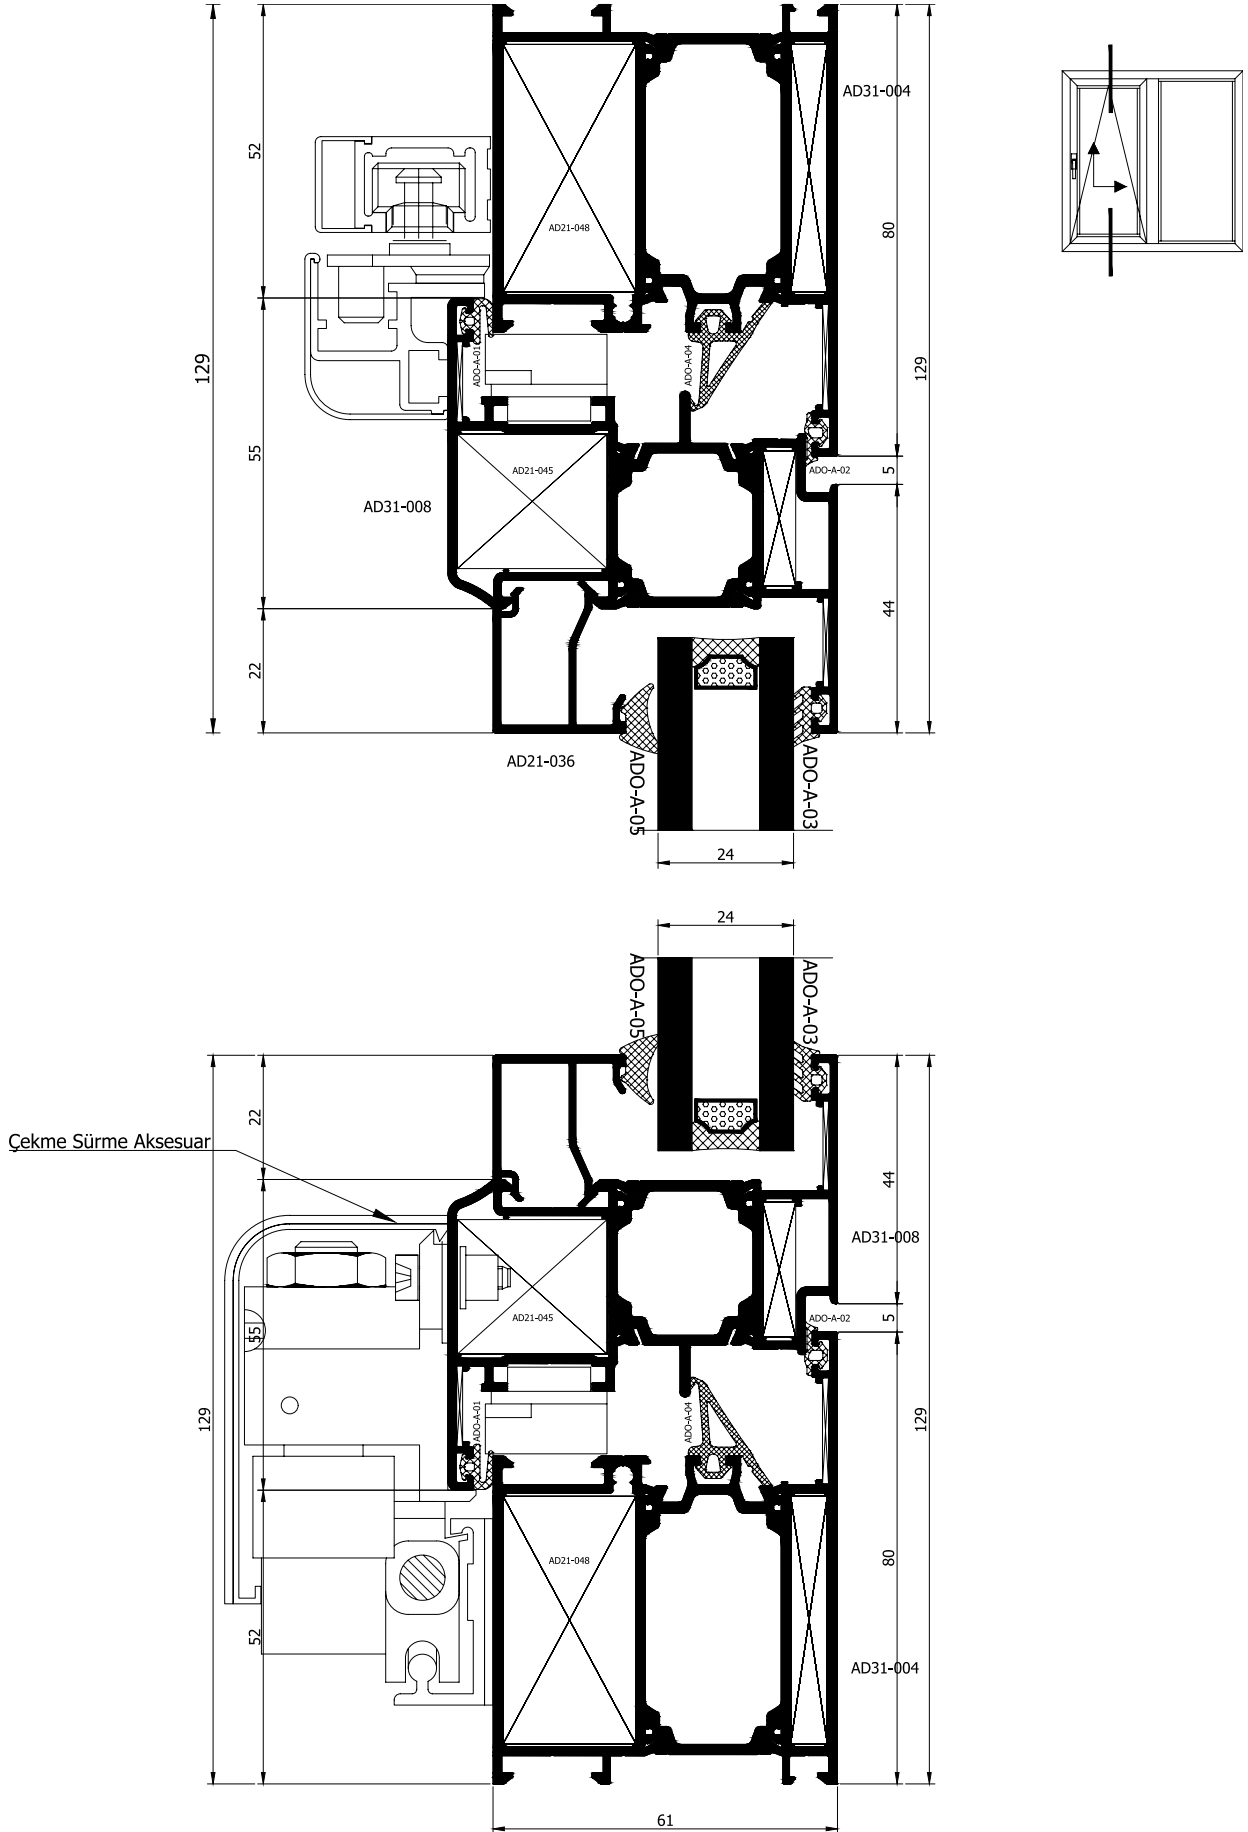 AD31-004
52
AD21-048
80
129
ADO-A-01
ADO-A-04
129
55
AD21-045
ADO-A-02
5
AD31-008
44
22
AD21-036
ADO-A-05
ADO-A-03
24
24
ADO-A-05
ADO-A-03
22
Çekme Sürme Aksesuar
44
AD31-008
AD21-045
ADO-A-02
5
55
129
ADO-A-01
ADO-A-04
129
AD21-048
80
52
AD31-004
61